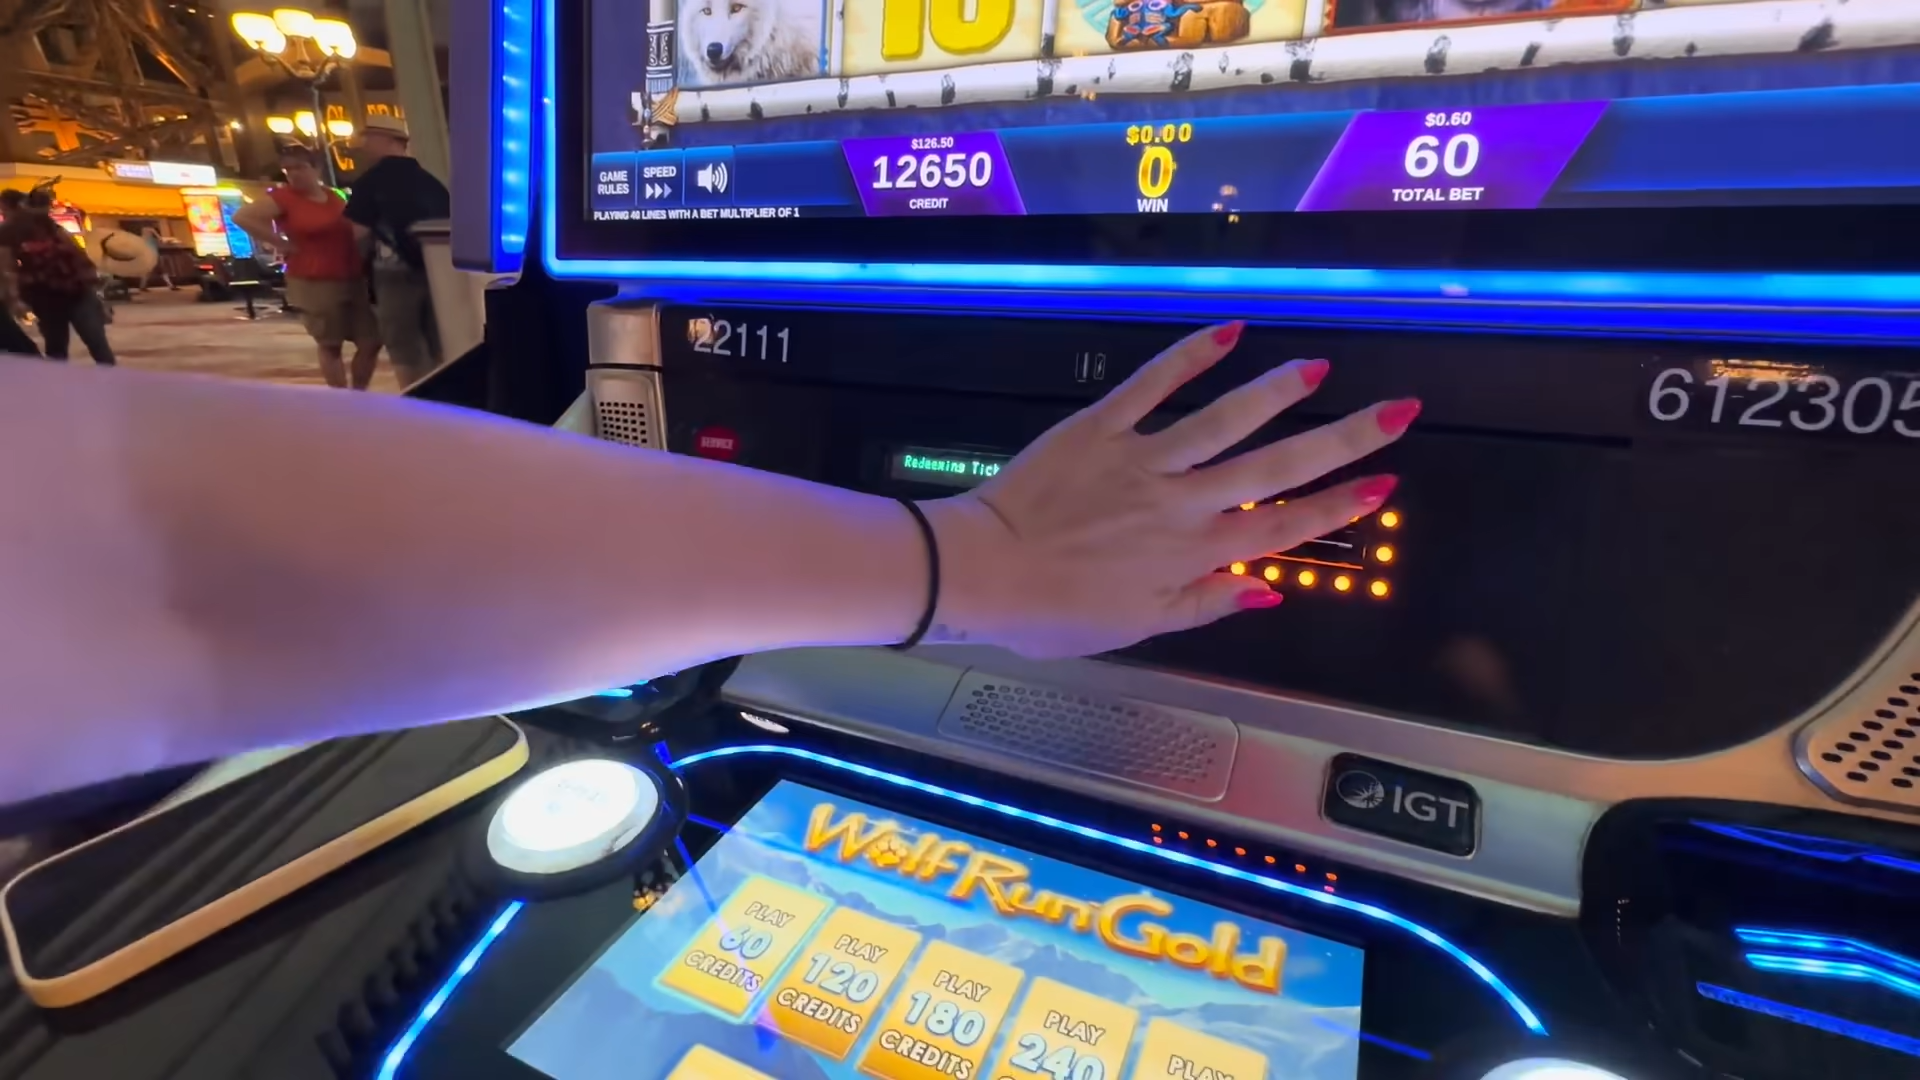 10
$126.50
12650
CREDIT
$0.00
0
WIN
$0.60
60
TOTAL BET
GAME RULES
SPEED
PLAYING 40 LINES WITH A BET MULTIPLIER OF 1
22111
612305
SERVICE
Redeeming
IGT
Wolf Run Gold
PLAY
60
CREDITS
PLAY
120
CREDITS
PLAY
180
CREDITS
PLAY
240
PLAY